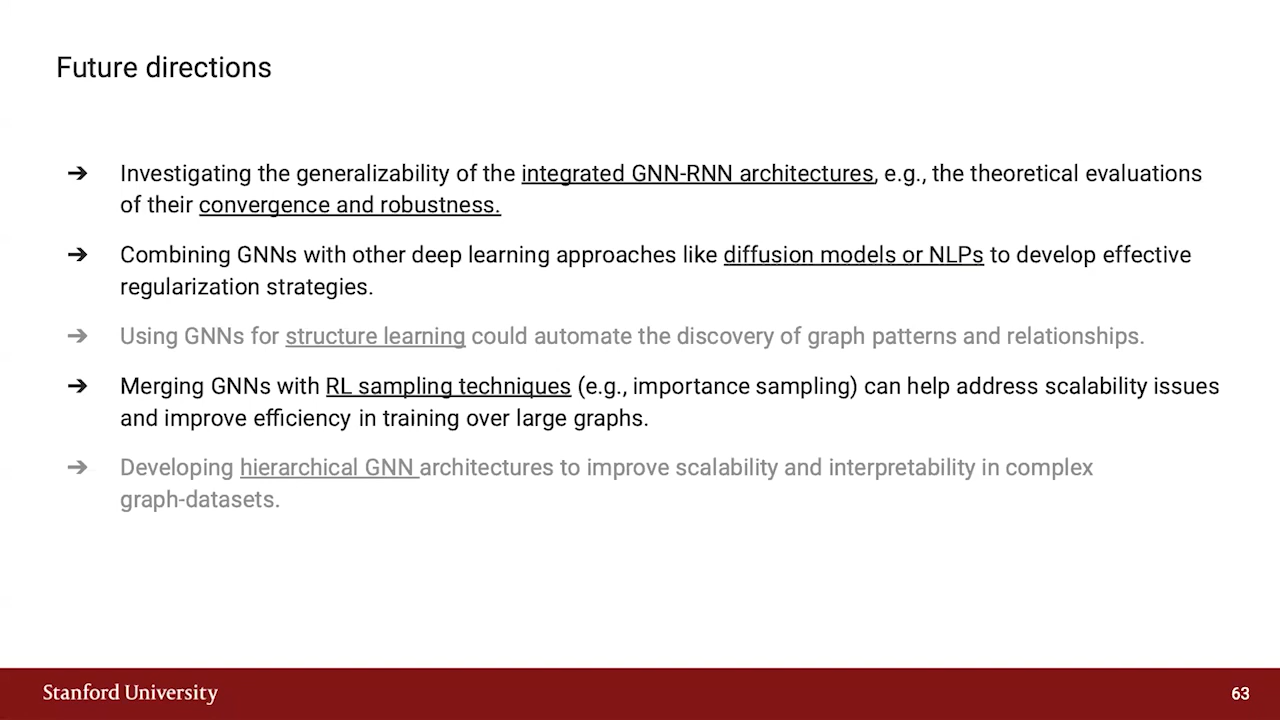 Future directions
➔ Investigating the generalizability of the integrated GNN-RNN architectures, e.g., the theoretical evaluations
of their convergence and robustness.
➔ Combining GNNs with other deep learning approaches like diffusion models or NLPs to develop effective
regularization strategies.
➔ Using GNNs for structure learning could automate the discovery of graph patterns and relationships.
➔ Merging GNNs with RL sampling techniques (e.g., importance sampling) can help address scalability issues
and improve efficiency in training over large graphs.
➔ Developing hierarchical GNN architectures to improve scalability and interpretability in complex
graph-datasets.
Stanford University
63